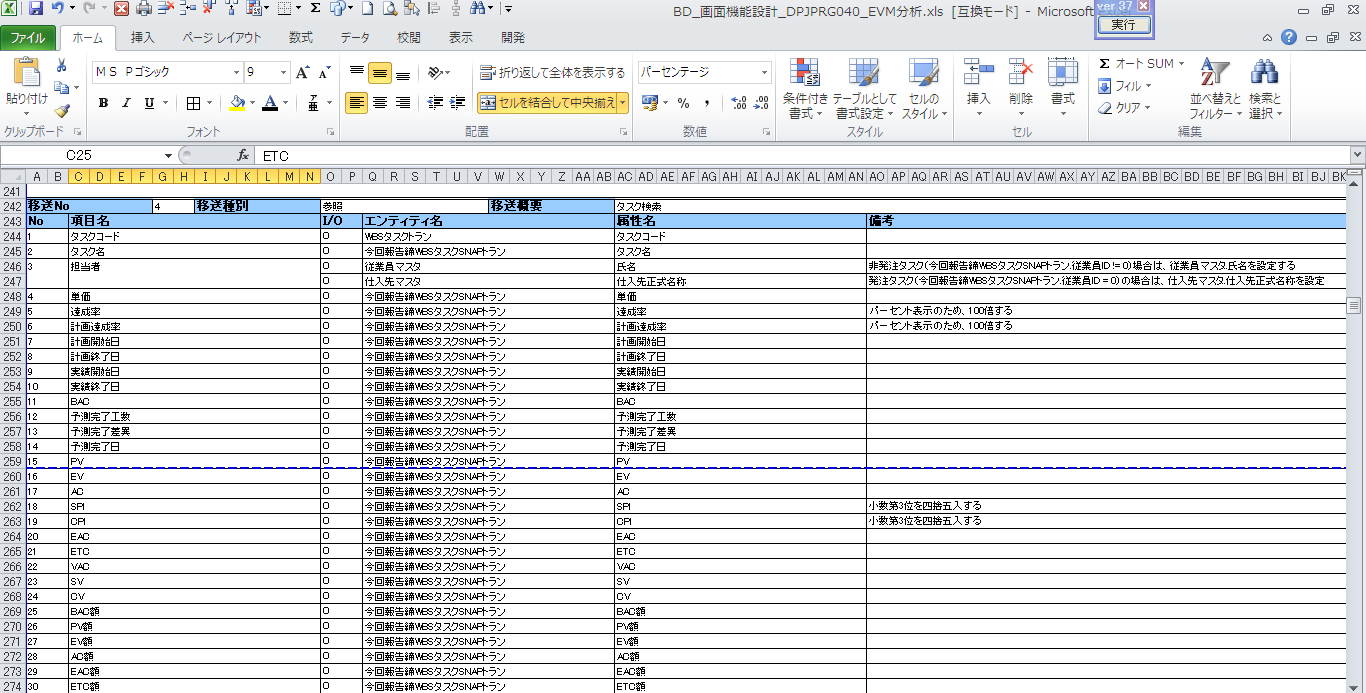 BD_画面機能設計_DPJPRG040_EVM分析.xls [互換モード] - Microsoft
ver 37
実行
ファイル ホーム 挿入 ページ レイアウト 数式 データ 校閲 表示 開発
貼り付け
クリップボード
ＭＳ Ｐゴシック 9
B I U
フォント
折り返して全体を表示する
セルを結合して中央揃え
配置
パーセンテージ
数値
条件付き書式
テーブルとして書式設定
セルのスタイル
スタイル
挿入 削除 書式
セル
Σ オート SUM
フィル
クリア
並べ替えとフィルター
検索と選択
編集
C25 fx ETC
A B C D E F G H I J K L M N O P Q R S T U V W X Y Z AA AB AC AD AE AF AG AH AI AJ AK AL AM AN AO AP AQ AR AS AT AU AV AW AX AY AZ BA BB BC BD BE BF BG BH BI BJ BK
241
242 移送No 4 移送種別 参照 移送概要 タスク検索
243 No 項目名 I/O エンティティ名 属性名 備考
244 1 タスクコード O WBSタスクトラン タスクコード
245 2 タスク名 O 今回報告締WBSタスクSNAPトラン タスク名
246 3 担当者 O 従業員マスタ 氏名 非発注タスク(今回報告締WBSタスクSNAPトラン.従業員ID != 0)場合は、従業員マスタ.氏名を設定する
247 O 仕入先マスタ 仕入先正式名称 発注タスク(今回報告締WBSタスクSNAPトラン.従業員ID = 0)の場合は、仕入先マスタ.仕入先正式名称を設定
248 4 単価 O 今回報告締WBSタスクSNAPトラン 単価
249 5 達成率 O 今回報告締WBSタスクSNAPトラン 達成率 パーセント表示のため、100倍する
250 6 計画達成率 O 今回報告締WBSタスクSNAPトラン 計画達成率 パーセント表示のため、100倍する
251 7 計画開始日 O 今回報告締WBSタスクSNAPトラン 計画開始日
252 8 計画終了日 O 今回報告締WBSタスクSNAPトラン 計画終了日
253 9 実績開始日 O 今回報告締WBSタスクSNAPトラン 実績開始日
254 10 実績終了日 O 今回報告締WBSタスクSNAPトラン 実績終了日
255 11 BAC O 今回報告締WBSタスクSNAPトラン BAC
256 12 予測完了工数 O 今回報告締WBSタスクSNAPトラン 予測完了工数
257 13 予測完了差異 O 今回報告締WBSタスクSNAPトラン 予測完了差異
258 14 予測完了日 O 今回報告締WBSタスクSNAPトラン 予測完了日
259 15 PV O 今回報告締WBSタスクSNAPトラン PV
260 16 EV O 今回報告締WBSタスクSNAPトラン EV
261 17 AC O 今回報告締WBSタスクSNAPトラン AC
262 18 SPI O 今回報告締WBSタスクSNAPトラン SPI 小数第3位を四捨五入する
263 19 CPI O 今回報告締WBSタスクSNAPトラン CPI 小数第3位を四捨五入する
264 20 EAC O 今回報告締WBSタスクSNAPトラン EAC
265 21 ETC O 今回報告締WBSタスクSNAPトラン ETC
266 22 VAC O 今回報告締WBSタスクSNAPトラン VAC
267 23 SV O 今回報告締WBSタスクSNAPトラン SV
268 24 CV O 今回報告締WBSタスクSNAPトラン CV
269 25 BAC額 O 今回報告締WBSタスクSNAPトラン BAC額
270 26 PV額 O 今回報告締WBSタスクSNAPトラン PV額
271 27 EV額 O 今回報告締WBSタスクSNAPトラン EV額
272 28 AC額 O 今回報告締WBSタスクSNAPトラン AC額
273 29 EAC額 O 今回報告締WBSタスクSNAPトラン EAC額
274 30 ETC額 O 今回報告締WBSタスクSNAPトラン ETC額